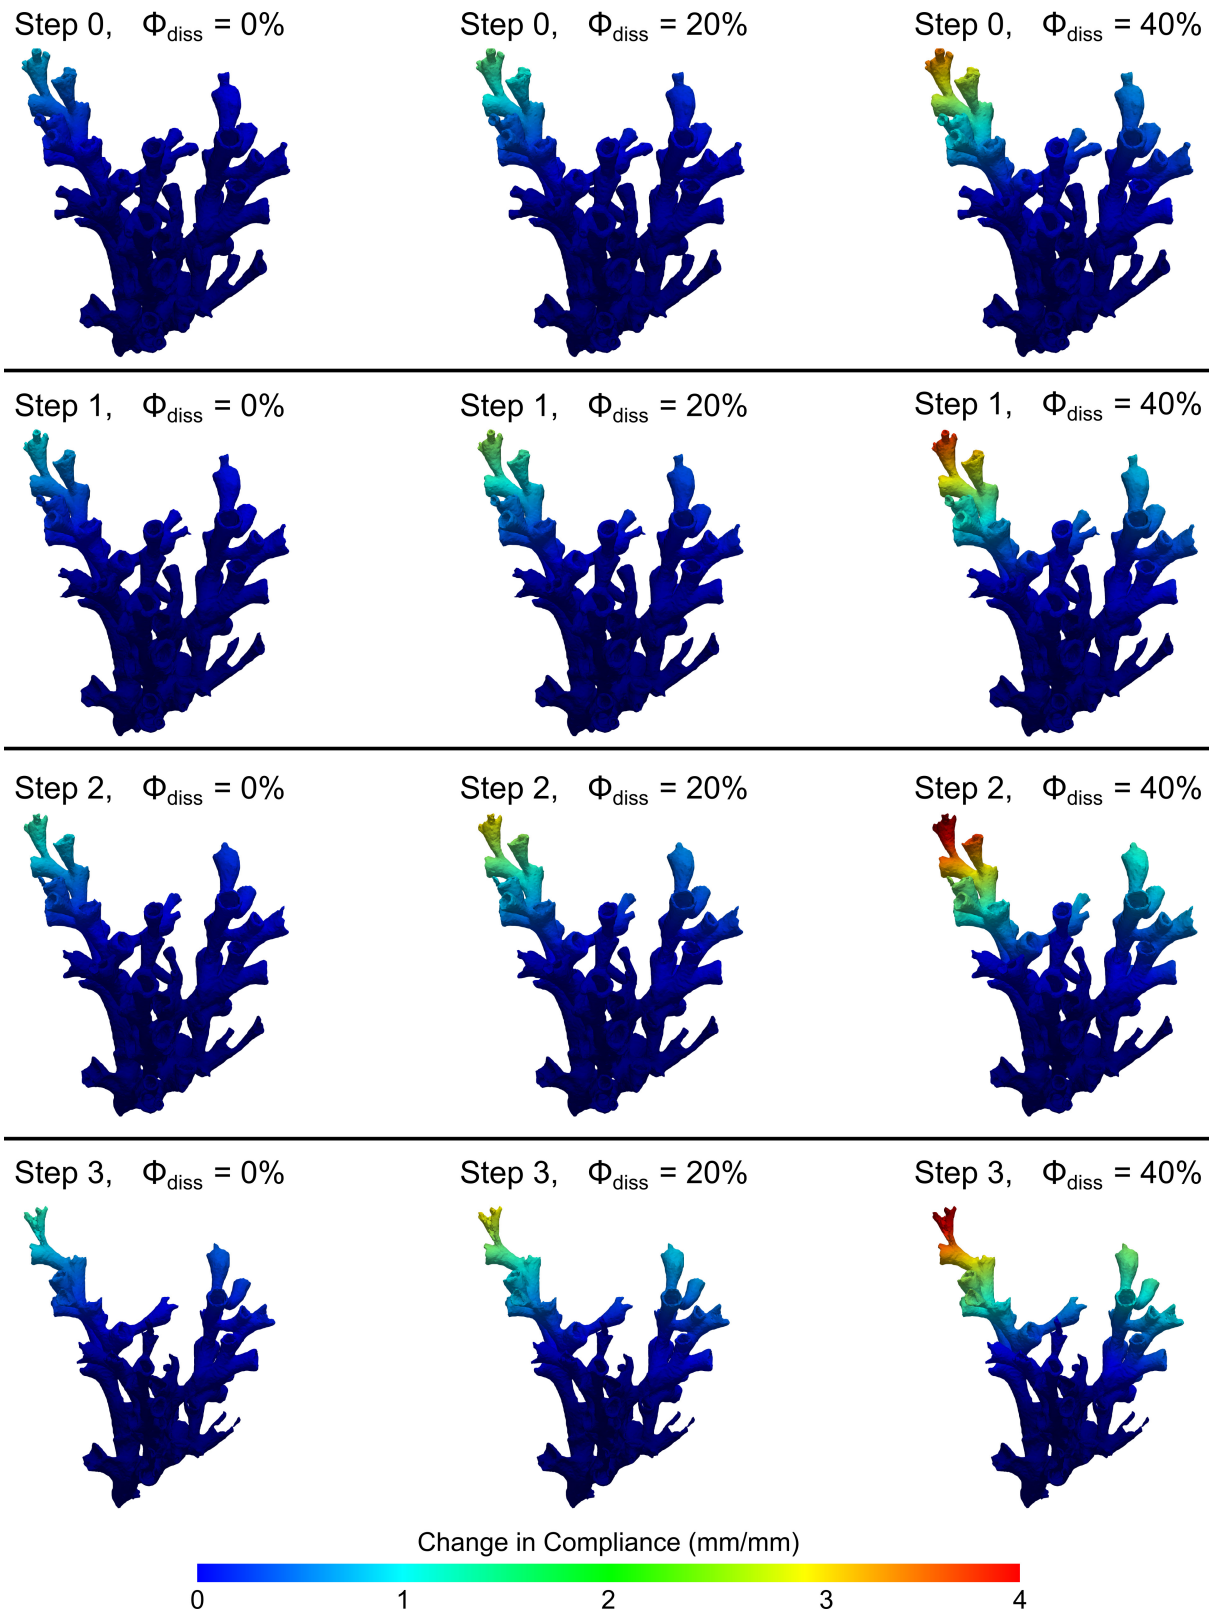 Step 0, Φdiss = 0%
Step 0, Φdiss = 20%
Step 0, Φdiss = 40%
Step 1, Φdiss = 0%
Step 1, Φdiss = 20%
Step 1, Φdiss = 40%
Step 2, Φdiss = 0%
Step 2, Φdiss = 20%
Step 2, Φdiss = 40%
Step 3, Φdiss = 0%
Step 3, Φdiss = 20%
Step 3, Φdiss = 40%
Change in Compliance (mm/mm)
0 1 2 3 4